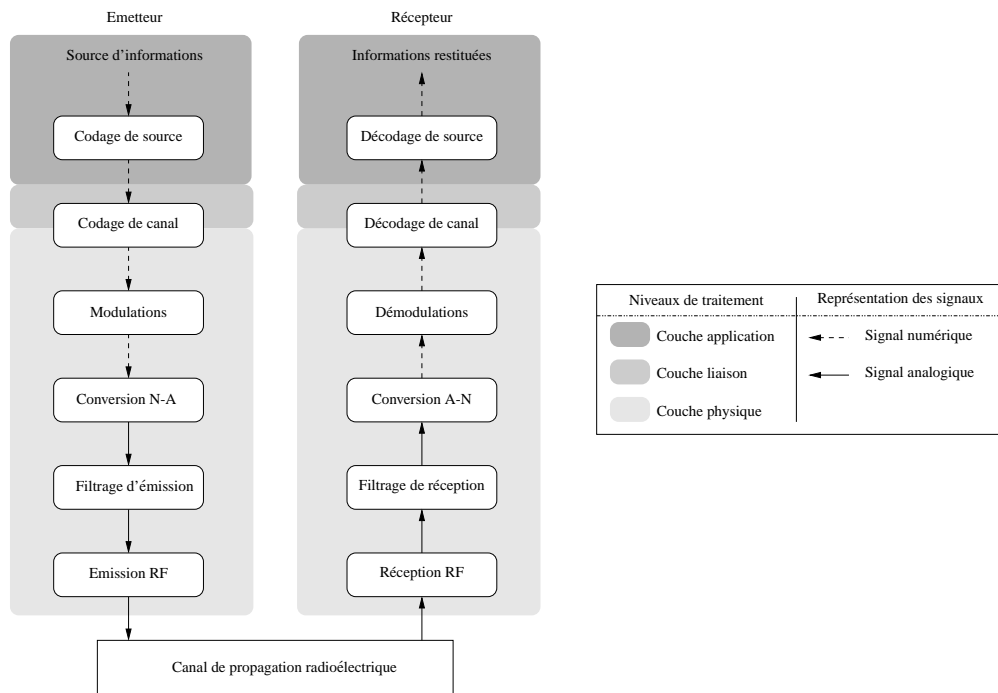 Emetteur
Source d'informations
Codage de source
Codage de canal
Modulations
Conversion N-A
Filtrage d'émission
Emission RF
Récepteur
Informations restituées
Décodage de source
Décodage de canal
Démodulations
Conversion A-N
Filtrage de réception
Réception RF
Canal de propagation radioélectrique
Niveaux de traitement
Couche application
Couche liaison
Couche physique
Représentation des signaux
Signal numérique
Signal analogique